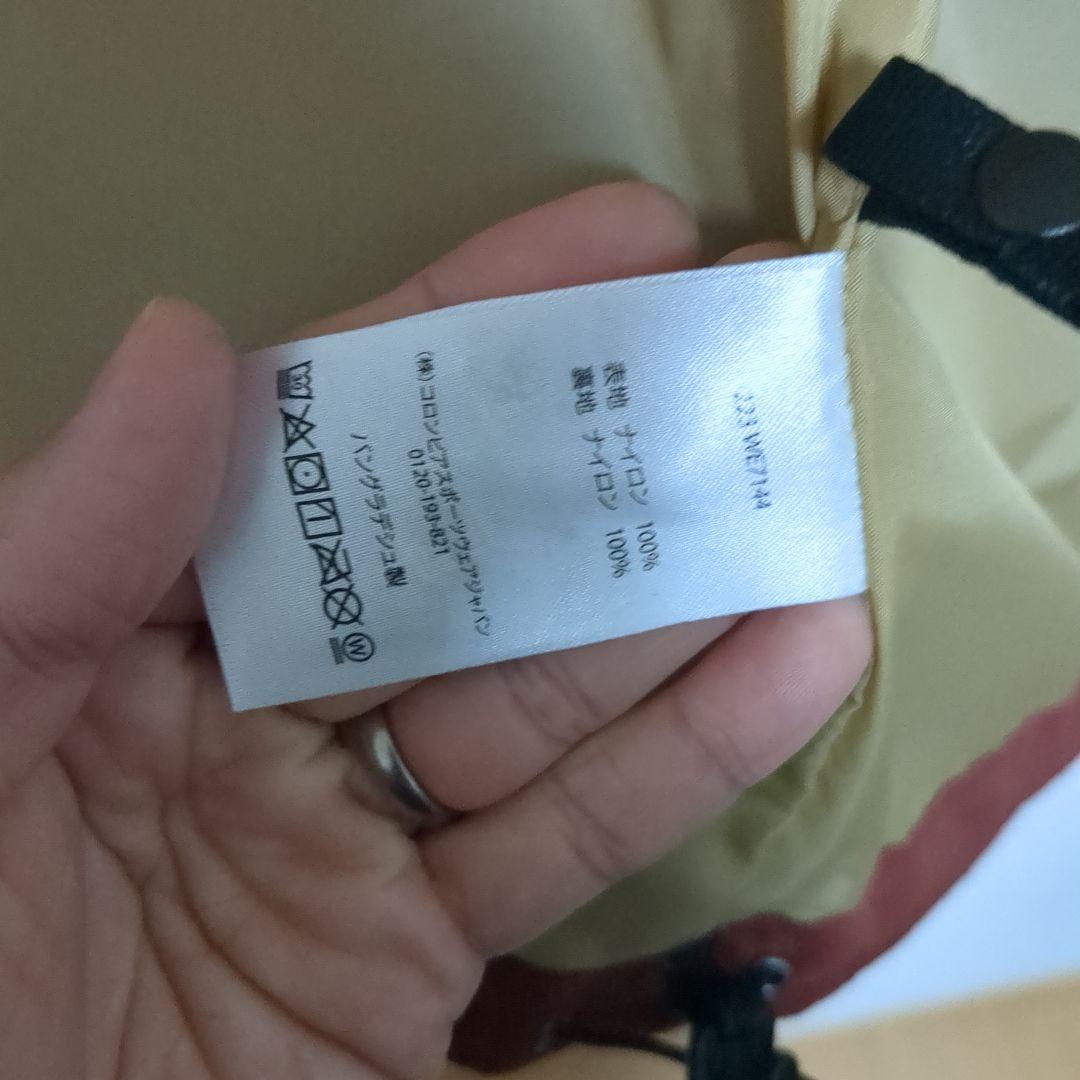 J23 WE7144
表地 ナイロン 100%
裏地 ナイロン 100%
(株)コロンビアスポーツウェアジャパン
0120-193-821
バングラデシュ製
30
W